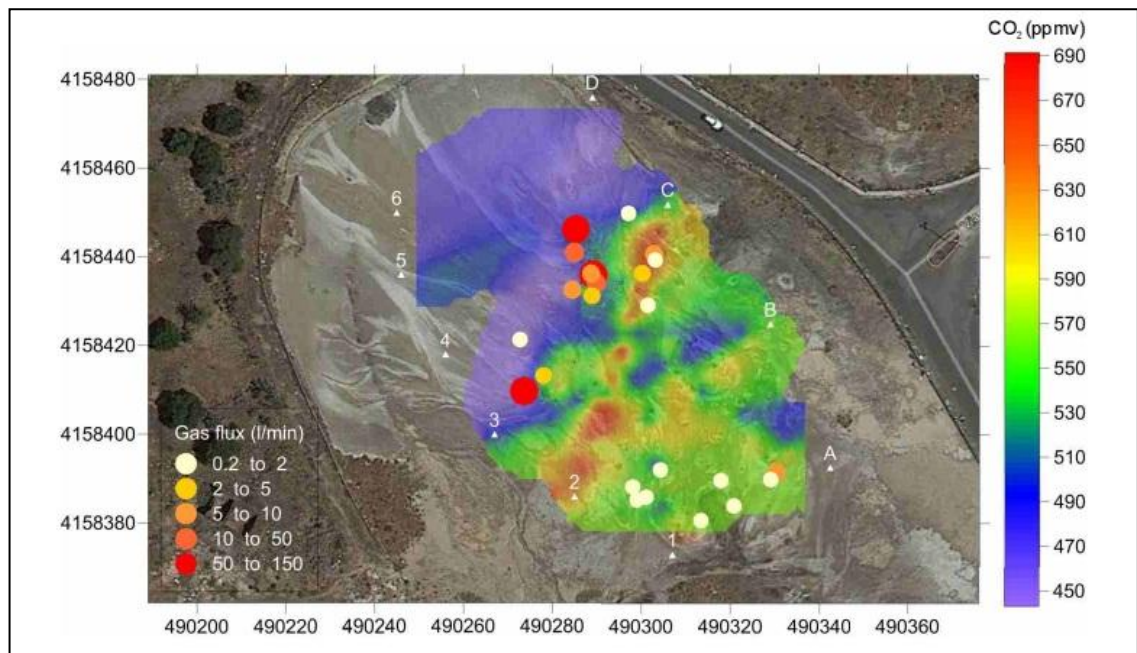 CO₂ (ppmv)
690
670
650
630
610
590
570
550
530
510
490
470
450
4158480
4158460
4158440
4158420
4158400
4158380
D
C
6
5
B
4
3
A
2
1
Gas flux (l/min)
0.2 to 2
2 to 5
5 to 10
10 to 50
50 to 150
490200 490220 490240 490260 490280 490300 490320 490340 490360